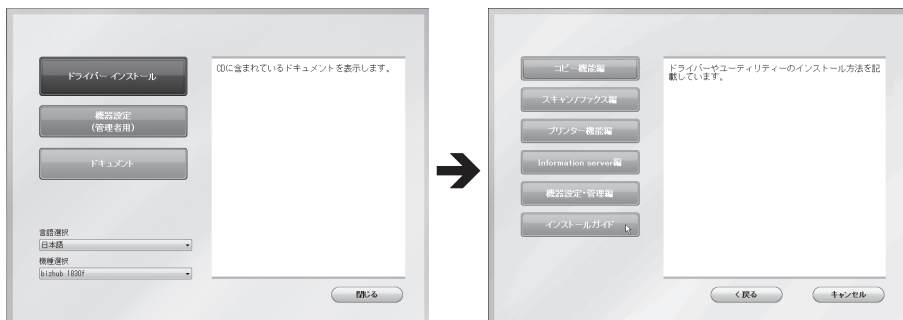 ドライバー インストール
機器設定
(管理者用)
ドキュメント
言語選択
日本語
機種選択
bizhub 1830f
CDに含まれているドキュメントを表示します。
閉じる
コピー機能編
スキャン/ファクス編
プリンター機能編
Information server編
機器設定・管理編
インストールガイド
ドライバーやユーティリティーのインストール方法を記
載しています。
< 戻る
キャンセル